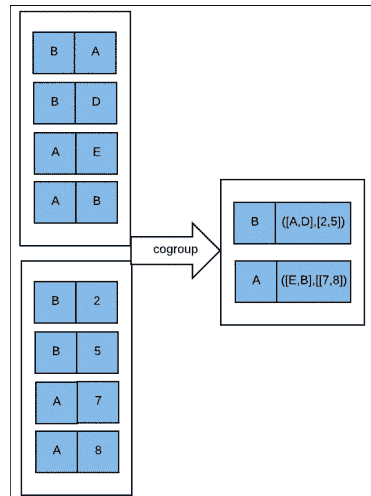 B A
B D
A E
A B
cogroup
B 2
B 5
A 7
A 8
B ([A,D],[2,5])
A ([E,B],[[7,8])